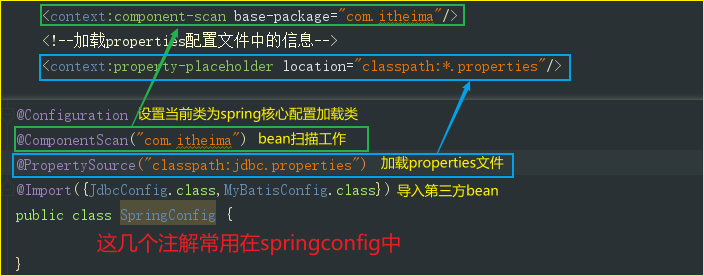 <context:component-scan base-package="com.itheima"/>
<!--加载properties配置文件中的信息-->
<context:property-placeholder location="classpath:*.properties"/>
@Configuration 设置当前类为spring核心配置加载类
@ComponentScan("com.itheima") bean扫描工作
@PropertySource("classpath:jdbc.properties") 加载properties文件
@Import({JdbcConfig.class,MyBatisConfig.class}) 导入第三方bean
public class SpringConfig {
这几个注解常用在springconfig中
}